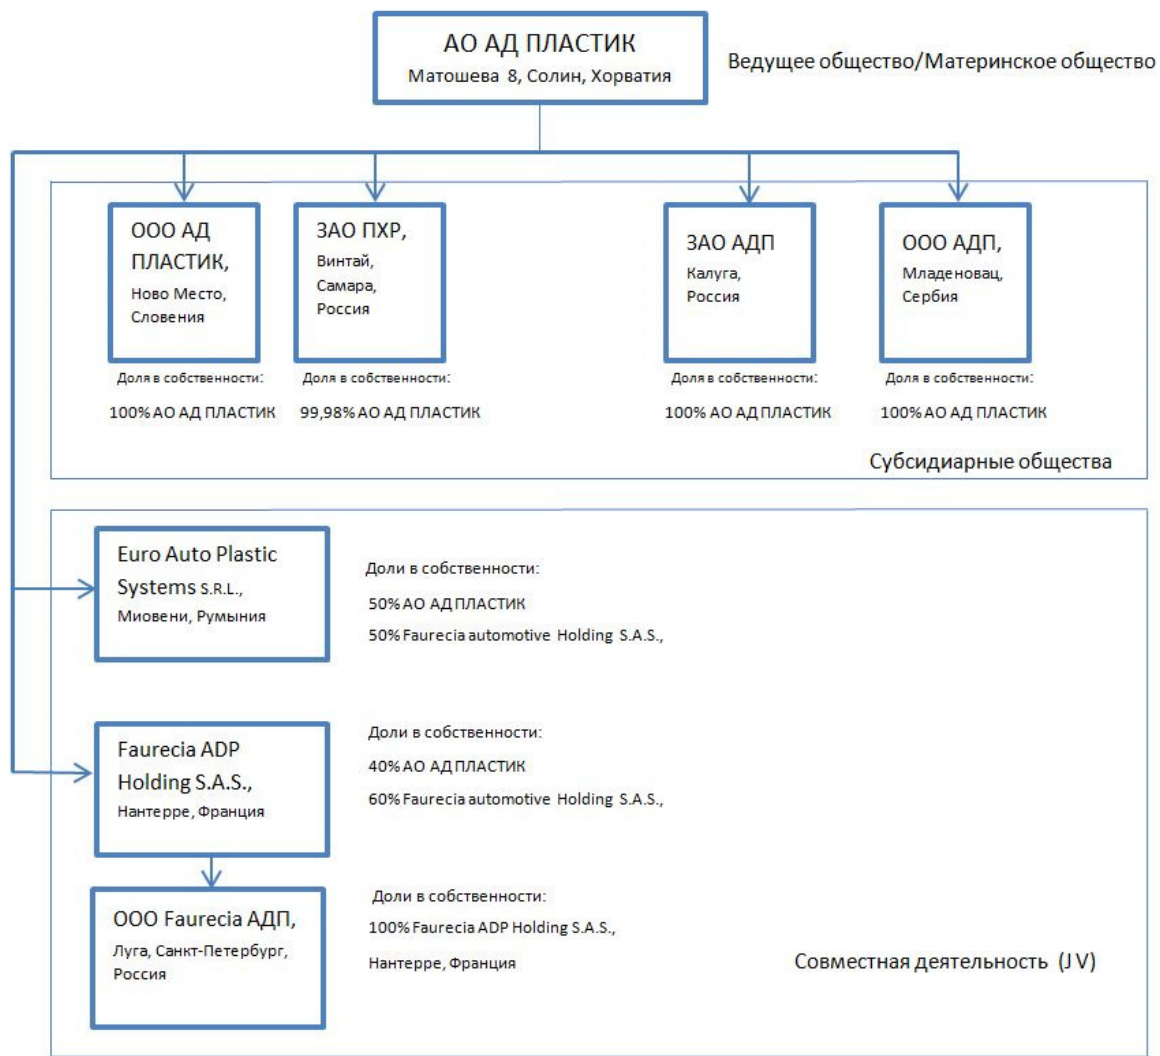 АО АД ПЛАСТИК
Матошева 8, Солин, Хорватия
Ведущее общество/Материнское общество
ООО АД
ПЛАСТИК,
Ново Место,
Словения
ЗАО ПХР,
Винтай,
Самара,
Россия
ЗАО АДП
Калуга,
Россия
ООО АДП,
Младеновац,
Сербия
Доля в собственности:
100% АО АД ПЛАСТИК
Доля в собственности:
99,98% АО АД ПЛАСТИК
Доля в собственности:
100% АО АД ПЛАСТИК
Доля в собственности:
100% АО АД ПЛАСТИК
Субсидиарные общества
Euro Auto Plastic
Systems S.R.L.,
Миовени, Румыния
Доли в собственности:
50% АО АД ПЛАСТИК
50% Faurecia automotive Holding S.A.S.,
Faurecia ADP
Holding S.A.S.,
Нантерре, Франция
Доли в собственности:
40% АО АД ПЛАСТИК
60% Faurecia automotive Holding S.A.S.,
ООО Faurecia АДП,
Луга, Санкт-Петербург,
Россия
Доли в собственности:
100% Faurecia ADP Holding S.A.S.,
Нантерре, Франция
Совместная деятельность (J V)